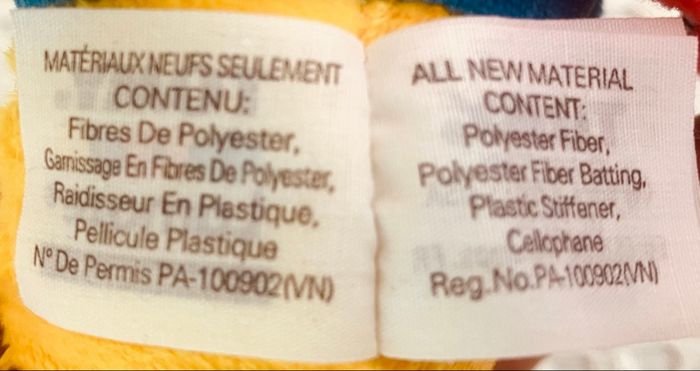 MATÉRIAUX NEUFS SEULEMENT
CONTENU:
Fibres De Polyester,
Garnissage En Fibres De Polyester,
Raidisseur En Plastique,
Pellicule Plastique
N° De Permis PA-100902(VN)
ALL NEW MATERIAL
CONTENT:
Polyester Fiber,
Polyester Fiber Batting,
Plastic Stiffener,
Cellophane
Reg.No.PA-100902(VN)